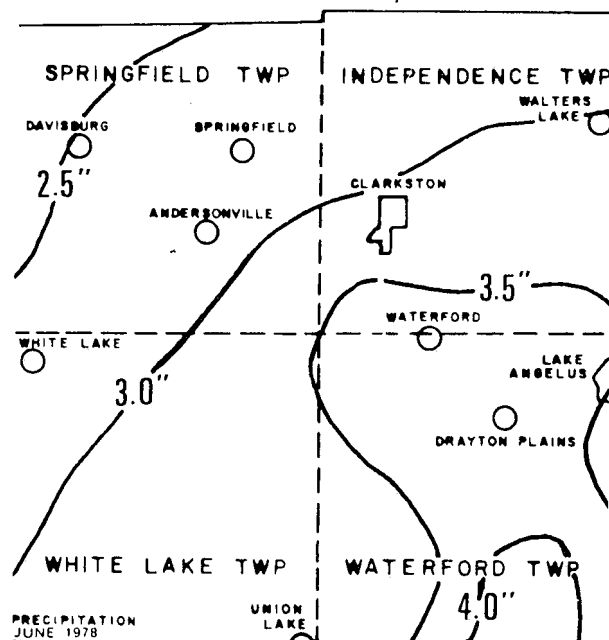 SPRINGFIELD TWP
INDEPENDENCE TWP
WALTERS
LAKE
DAVISBURG
SPRINGFIELD
2.5"
CLARKSTON
ANDERSONVILLE
3.5"
WATERFORD
WHITE LAKE
LAKE
ANGELUS
3.0"
DRAYTON PLAINS
WHITE LAKE TWP
WATERFORD TWP
4.0"
UNION
LAKE
PRECIPITATION
JUNE 1978